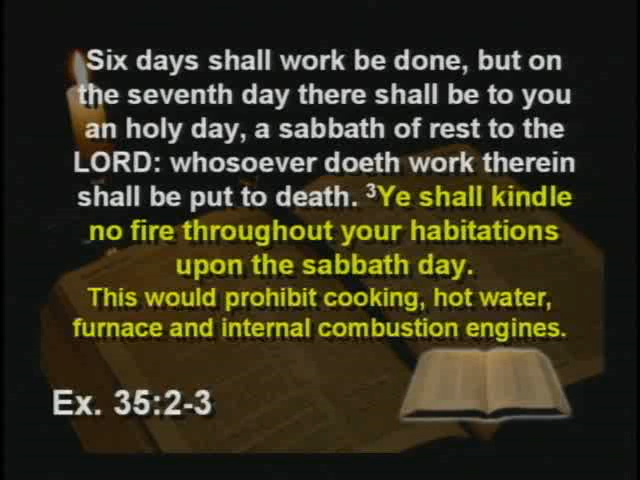 Six days shall work be done, but on
the seventh day there shall be to you
an holy day, a sabbath of rest to the
LORD: whosoever doeth work therein
shall be put to death. ³Ye shall kindle
no fire throughout your habitations
upon the sabbath day.
This would prohibit cooking, hot water,
furnace and internal combustion engines.
Ex. 35:2-3